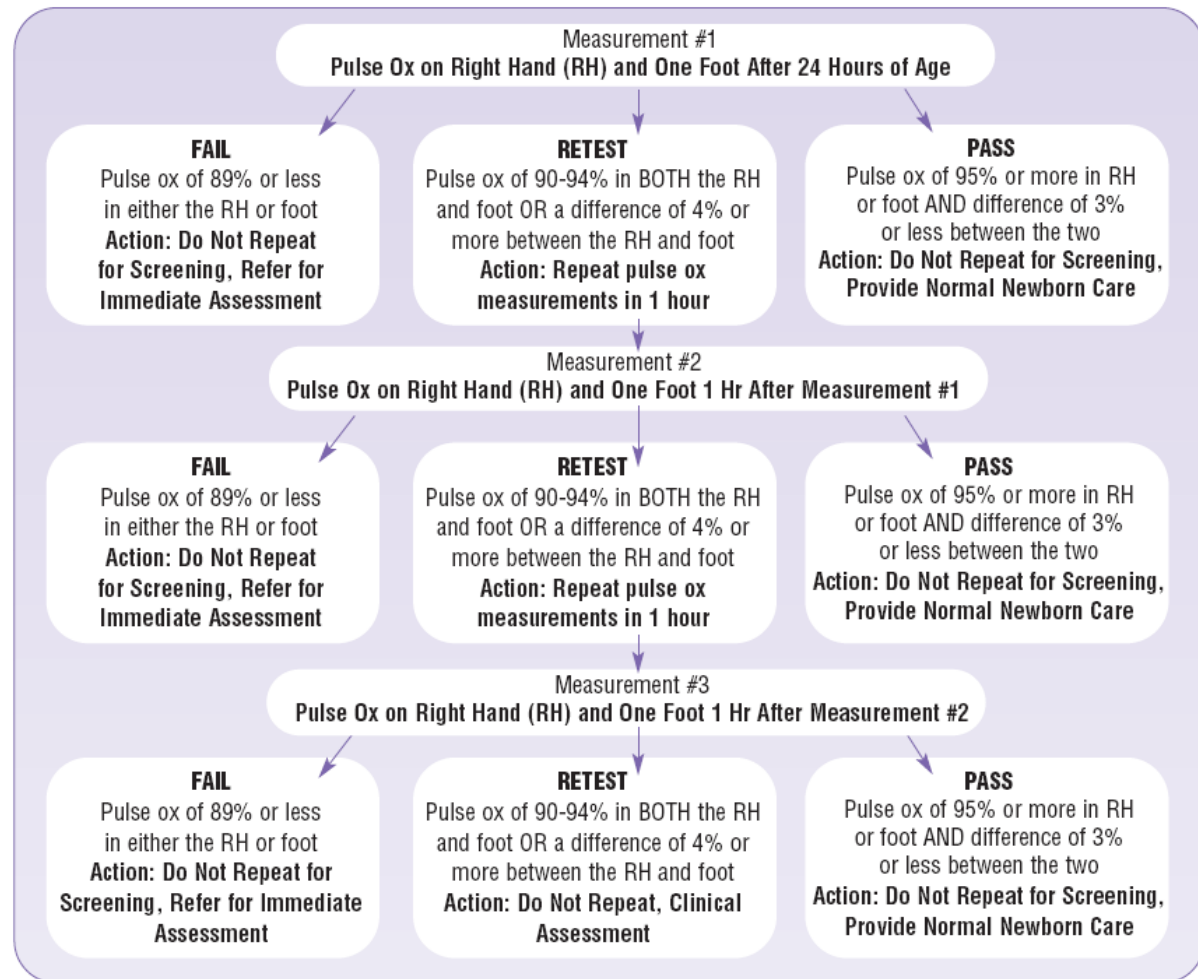 Measurement #1
Pulse Ox on Right Hand (RH) and One Foot After 24 Hours of Age
FAIL
Pulse ox of 89% or less
in either the RH or foot
Action: Do Not Repeat
for Screening, Refer for
Immediate Assessment
RETEST
Pulse ox of 90-94% in BOTH the RH
and foot OR a difference of 4% or
more between the RH and foot
Action: Repeat pulse ox
measurements in 1 hour
PASS
Pulse ox of 95% or more in RH
or foot AND difference of 3%
or less between the two
Action: Do Not Repeat for Screening,
Provide Normal Newborn Care
Measurement #2
Pulse Ox on Right Hand (RH) and One Foot 1 Hr After Measurement #1
FAIL
Pulse ox of 89% or less
in either the RH or foot
Action: Do Not Repeat
for Screening, Refer for
Immediate Assessment
RETEST
Pulse ox of 90-94% in BOTH the RH
and foot OR a difference of 4% or
more between the RH and foot
Action: Repeat pulse ox
measurements in 1 hour
PASS
Pulse ox of 95% or more in RH
or foot AND difference of 3%
or less between the two
Action: Do Not Repeat for Screening,
Provide Normal Newborn Care
Measurement #3
Pulse Ox on Right Hand (RH) and One Foot 1 Hr After Measurement #2
FAIL
Pulse ox of 89% or less
in either the RH or foot
Action: Do Not Repeat for
Screening, Refer for Immediate
Assessment
RETEST
Pulse ox of 90-94% in BOTH the RH
and foot OR a difference of 4% or
more between the RH and foot
Action: Do Not Repeat, Clinical
Assessment
PASS
Pulse ox of 95% or more in RH
or foot AND difference of 3%
or less between the two
Action: Do Not Repeat for Screening,
Provide Normal Newborn Care